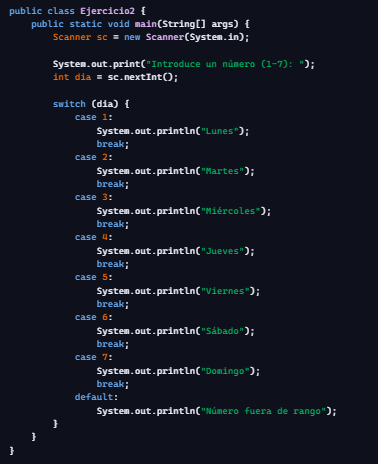 public class Ejercicio2 {
    public static void main(String[] args) {
        Scanner sc = new Scanner(System.in);

        System.out.print("Introduce un número (1-7): ");
        int dia = sc.nextInt();

        switch (dia) {
            case 1:
                System.out.println("Lunes");
                break;
            case 2:
                System.out.println("Martes");
                break;
            case 3:
                System.out.println("Miércoles");
                break;
            case 4:
                System.out.println("Jueves");
                break;
            case 5:
                System.out.println("Viernes");
                break;
            case 6:
                System.out.println("Sábado");
                break;
            case 7:
                System.out.println("Domingo");
                break;
            default:
                System.out.println("Número fuera de rango");
        }
    }
}